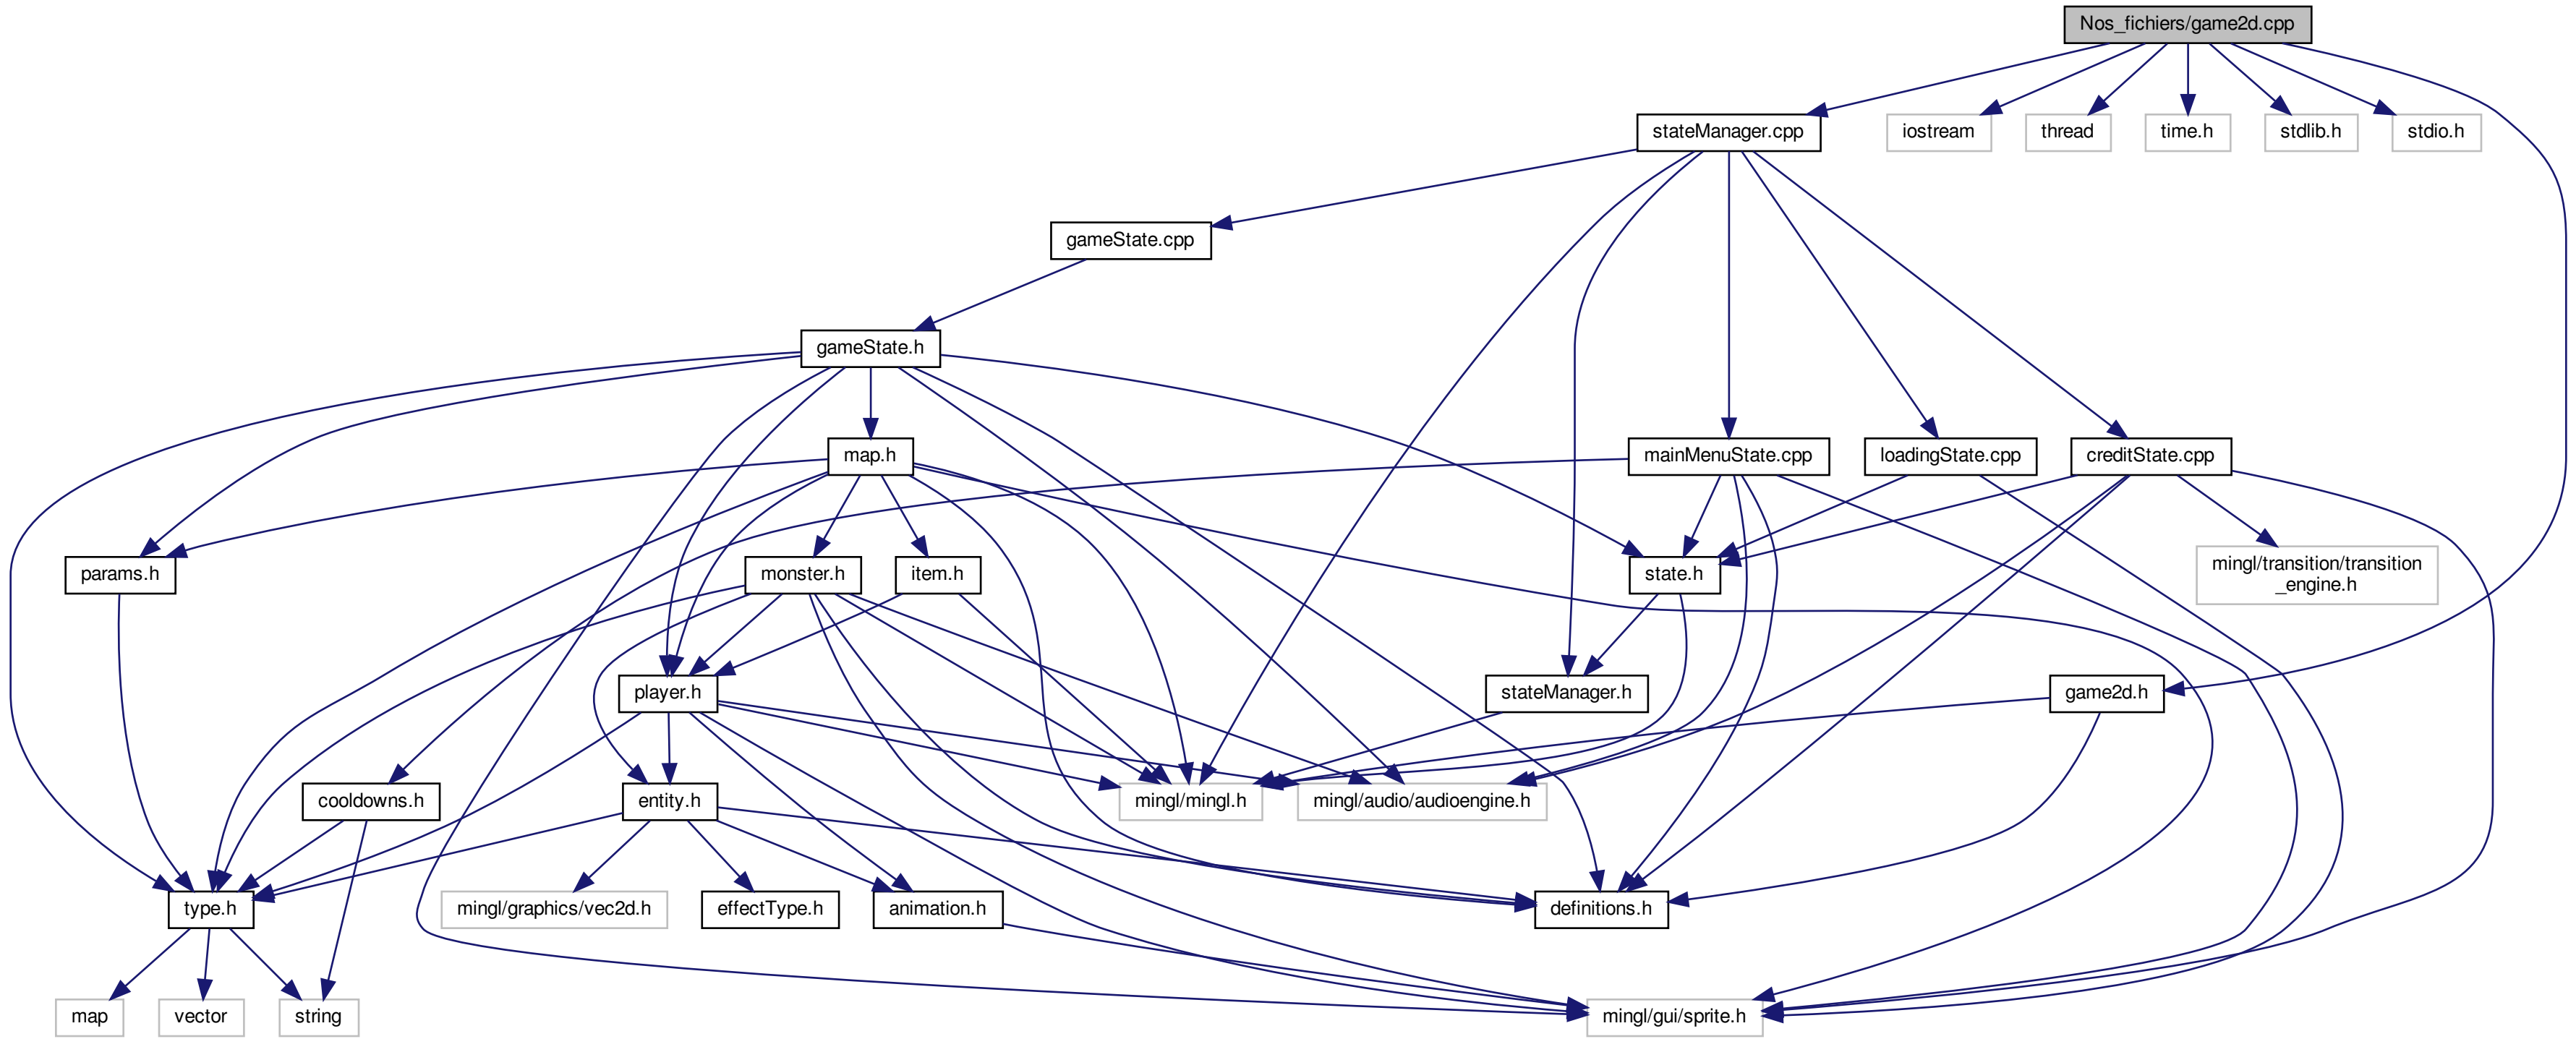 Nos_fichiers/game2d.cpp
stateManager.cpp
iostream
thread
time.h
stdlib.h
stdio.h
gameState.cpp
gameState.h
map.h
mainMenuState.cpp
loadingState.cpp
creditState.cpp
params.h
monster.h
item.h
state.h
mingl/transition/transition
_engine.h
player.h
stateManager.h
game2d.h
cooldowns.h
entity.h
mingl/mingl.h
mingl/audio/audioengine.h
type.h
mingl/graphics/vec2d.h
effectType.h
animation.h
definitions.h
map
vector
string
mingl/gui/sprite.h